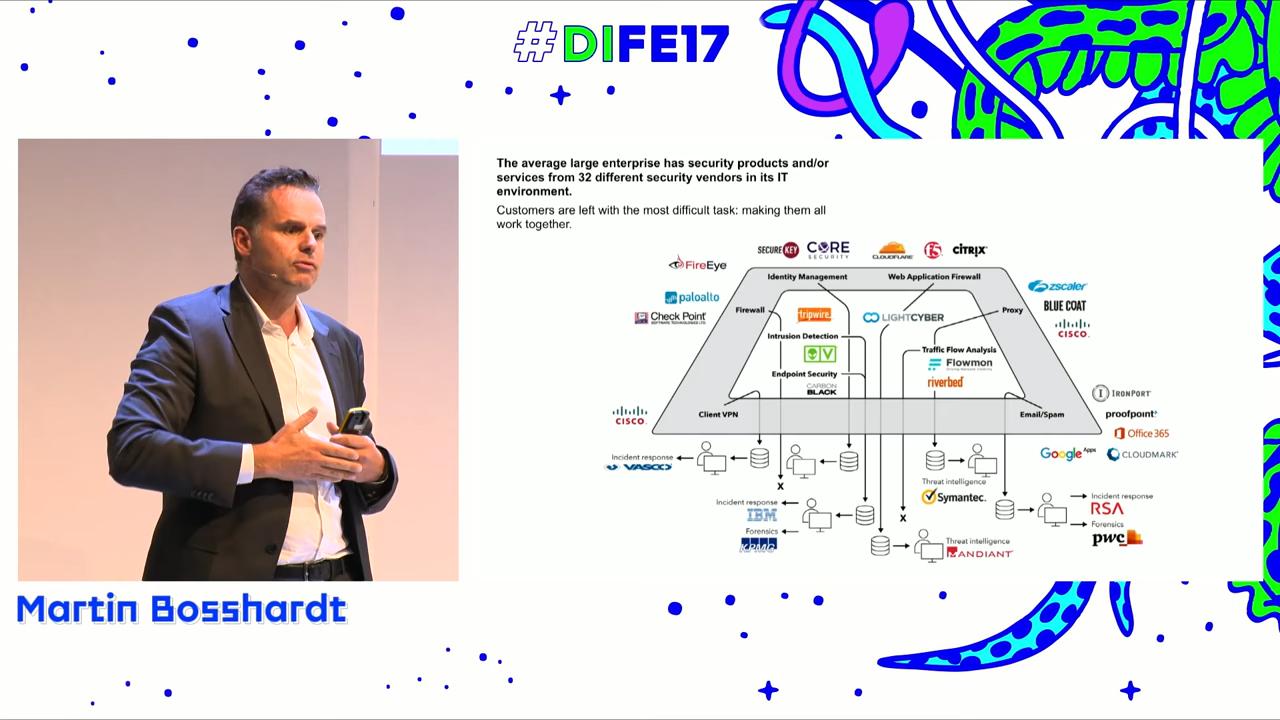 #DIFE17
The average large enterprise has security products and/or
services from 32 different security vendors in its IT
environment.
Customers are left with the most difficult task: making them all
work together.
SECUREKEY
CORE
SECURITY
CLOUDFLARE
f5
CITRIX
FireEye
Identity Management
Web Application Firewall
zscaler
paloalto
Firewall
tripwire
LIGHTCYBER
Proxy
BLUE COAT
Check Point
SOFTWARE TECHNOLOGIES LTD.
CISCO
Intrusion Detection
Traffic Flow Analysis
Flowmon
Endpoint Security
riverbed
CARBON
BLACK
IRONPORT
CISCO
Client VPN
Email/Spam
proofpoint
Office 365
Google Apps
CLOUDMARK
Incident response
VASCO
X
Threat intelligence
Symantec.
Incident response
IBM
Incident response
RSA
X
Forensics
KPMG
Forensics
pwc
Threat intelligence
MANDIANT
Martin Bosshardt